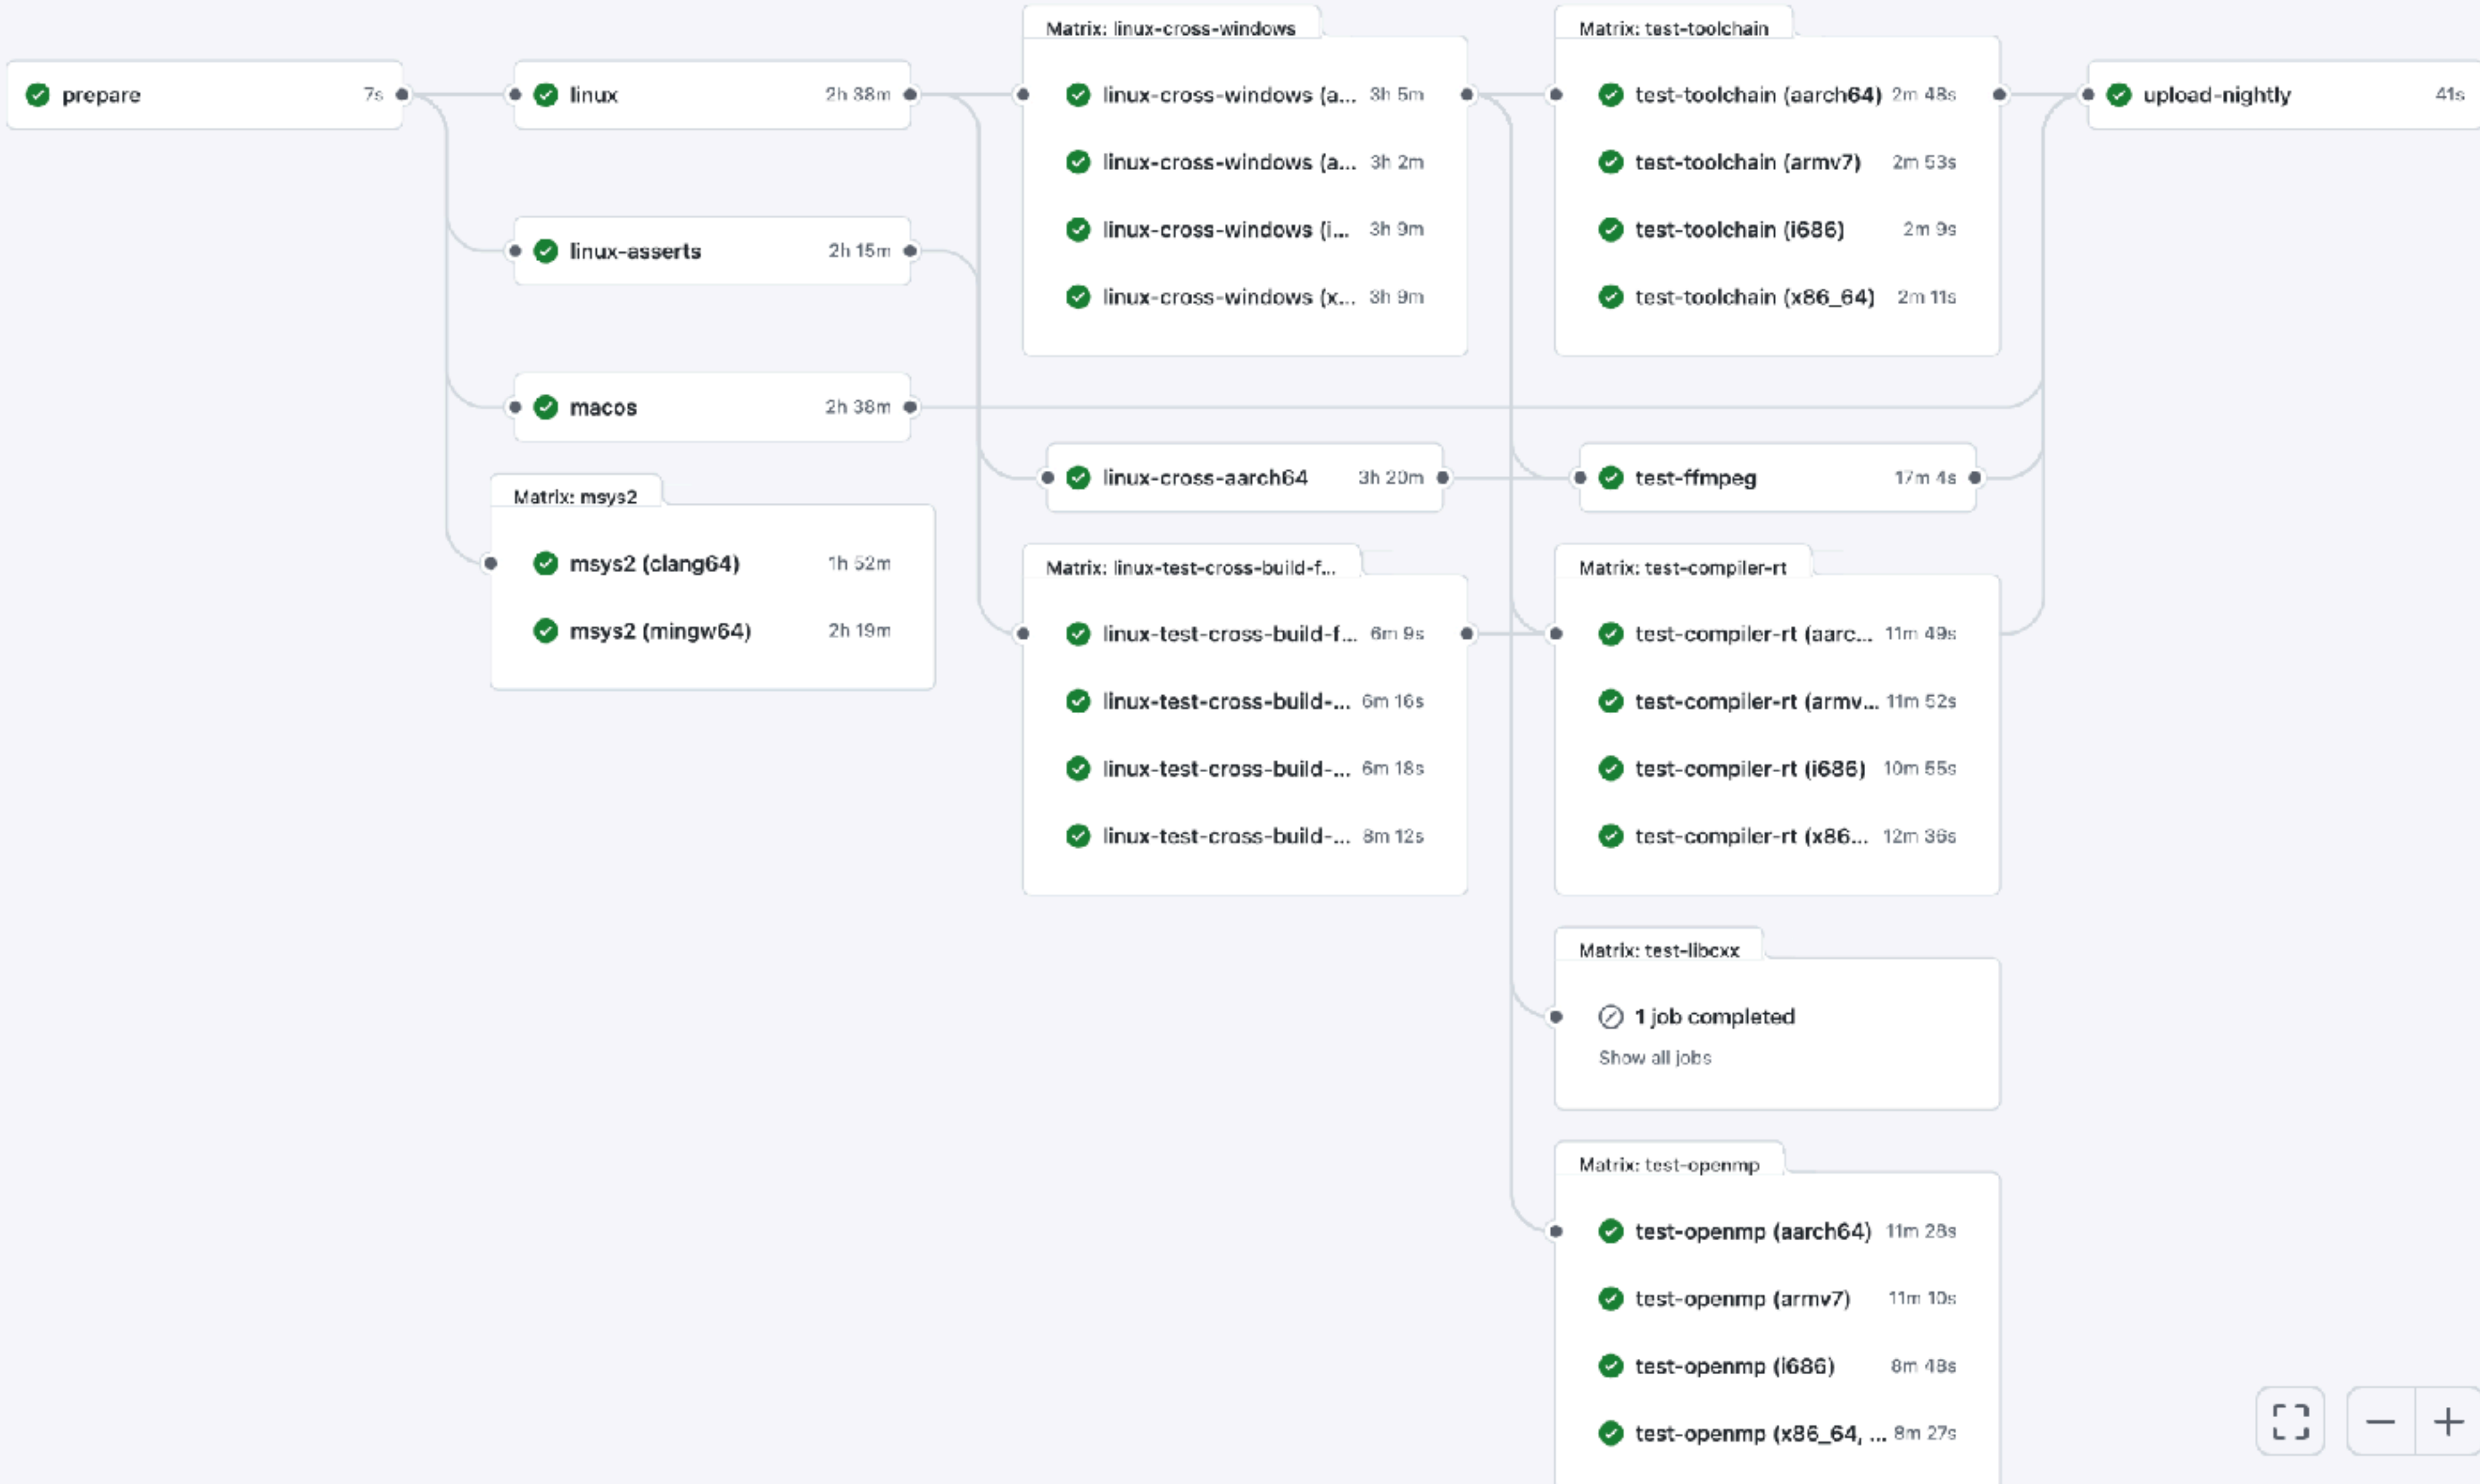 prepare 7s
linux 2h 38m
linux-asserts 2h 15m
macos 2h 38m
Matrix: msys2
msys2 (clang64) 1h 52m
msys2 (mingw64) 2h 19m
Matrix: linux-cross-windows
linux-cross-windows (a... 3h 5m
linux-cross-windows (a... 3h 2m
linux-cross-windows (i... 3h 9m
linux-cross-windows (x... 3h 9m
linux-cross-aarch64 3h 20m
Matrix: linux-test-cross-build-f...
linux-test-cross-build-f... 6m 9s
linux-test-cross-build-... 6m 16s
linux-test-cross-build-... 6m 18s
linux-test-cross-build-... 8m 12s
Matrix: test-toolchain
test-toolchain (aarch64) 2m 48s
test-toolchain (armv7) 2m 53s
test-toolchain (i686) 2m 9s
test-toolchain (x86_64) 2m 11s
test-ffmpeg 17m 4s
Matrix: test-compiler-rt
test-compiler-rt (aarc... 11m 49s
test-compiler-rt (armv... 11m 52s
test-compiler-rt (i686) 10m 55s
test-compiler-rt (x86... 12m 36s
Matrix: test-libcxx
1 job completed
Show all jobs
Matrix: test-openmp
test-openmp (aarch64) 11m 28s
test-openmp (armv7) 11m 10s
test-openmp (i686) 8m 48s
test-openmp (x86_64, ... 8m 27s
upload-nightly 41s